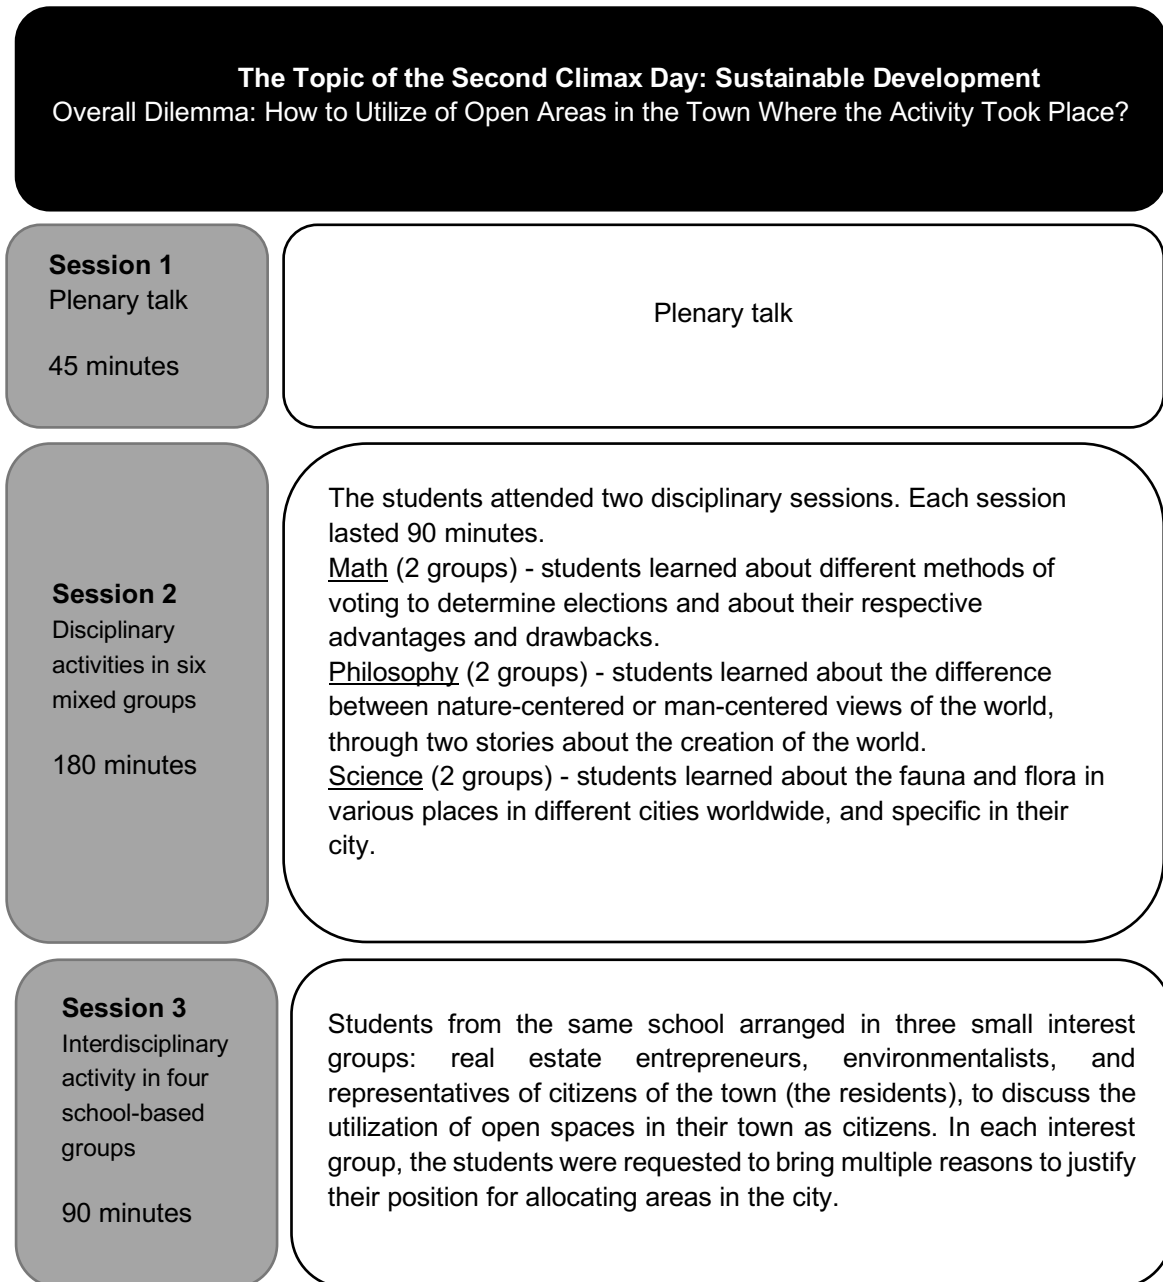 The Topic of the Second Climax Day: Sustainable Development
Overall Dilemma: How to Utilize of Open Areas in the Town Where the Activity Took Place?
Session 1
Plenary talk
45 minutes
Plenary talk
Session 2
Disciplinary
activities in six
mixed groups
180 minutes
The students attended two disciplinary sessions. Each session
lasted 90 minutes.
Math (2 groups) - students learned about different methods of
voting to determine elections and about their respective
advantages and drawbacks.
Philosophy (2 groups) - students learned about the difference
between nature-centered or man-centered views of the world,
through two stories about the creation of the world.
Science (2 groups) - students learned about the fauna and flora in
various places in different cities worldwide, and specific in their
city.
Session 3
Interdisciplinary
activity in four
school-based
groups
90 minutes
Students from the same school arranged in three small interest
groups: real estate entrepreneurs, environmentalists, and
representatives of citizens of the town (the residents), to discuss the
utilization of open spaces in their town as citizens. In each interest
group, the students were requested to bring multiple reasons to justify
their position for allocating areas in the city.